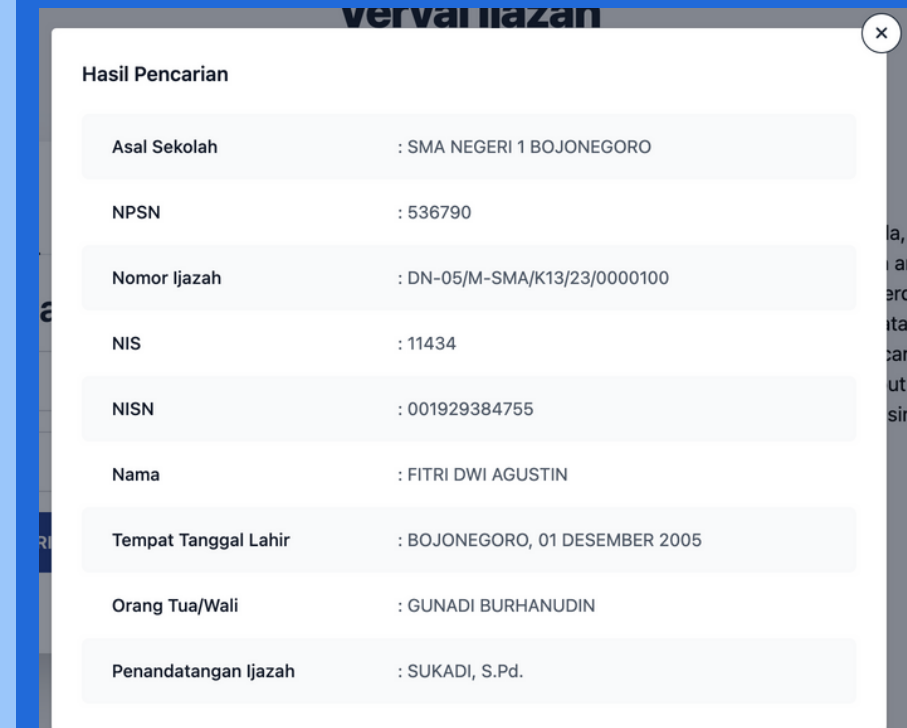 Verval Ijazah
Hasil Pencarian
Asal Sekolah : SMA NEGERI 1 BOJONEGORO
NPSN : 536790
Nomor Ijazah : DN-05/M-SMA/K13/23/0000100
NIS : 11434
NISN : 001929384755
Nama : FITRI DWI AGUSTIN
Tempat Tanggal Lahir : BOJONEGORO, 01 DESEMBER 2005
Orang Tua/Wali : GUNADI BURHANUDIN
Penandatangan Ijazah : SUKADI, S.Pd.